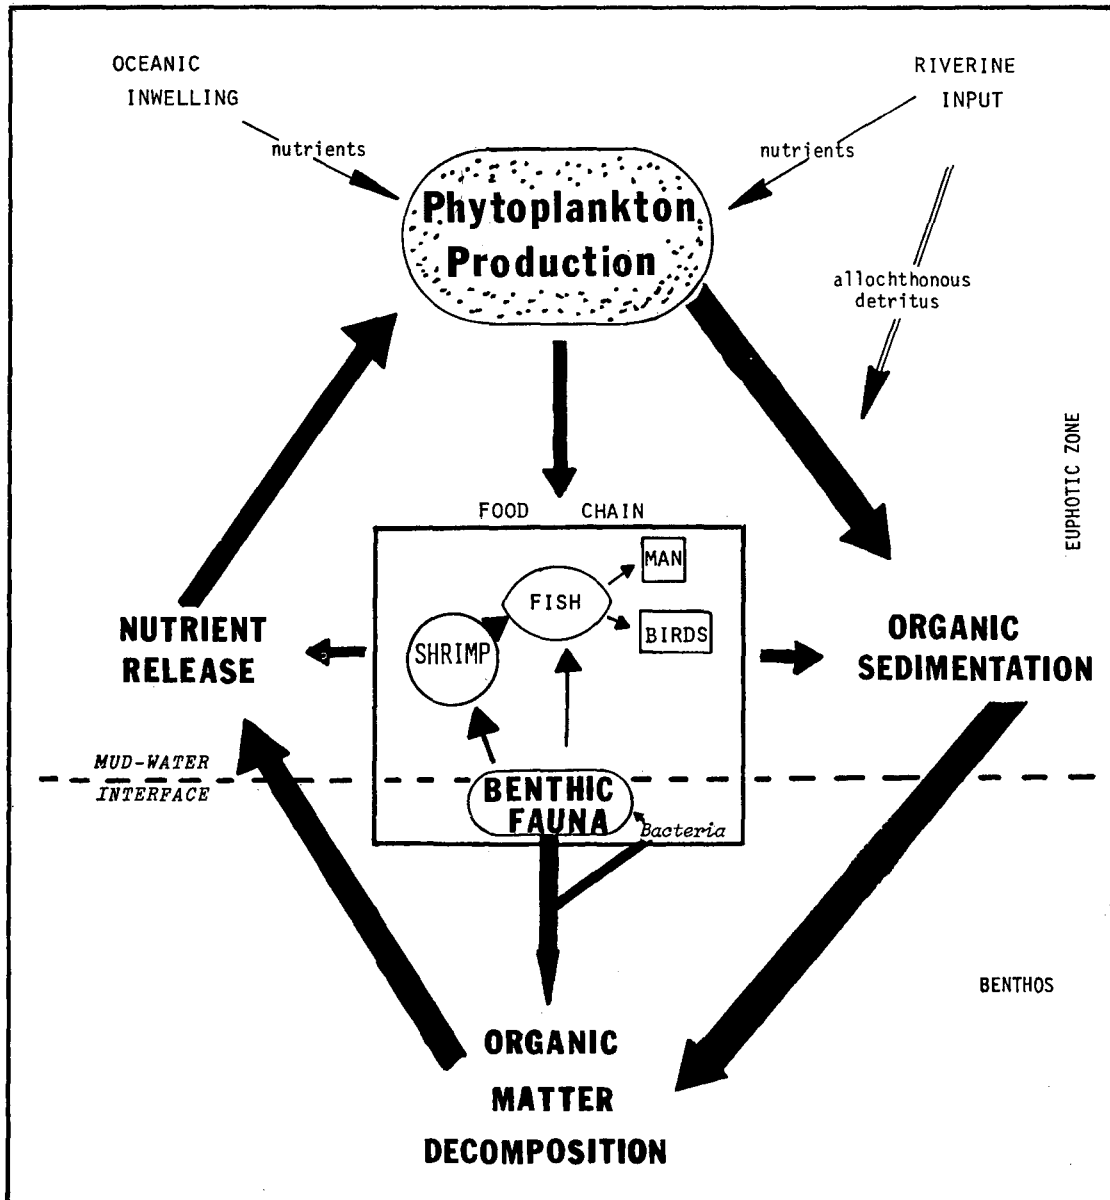 OCEANIC
INWELLING
nutrients
RIVERINE
INPUT
nutrients
Phytoplankton
Production
allochthonous
detritus
EUPHOTIC ZONE
FOOD CHAIN
MAN
FISH
BIRDS
SHRIMP
NUTRIENT
RELEASE
ORGANIC
SEDIMENTATION
MUD-WATER
INTERFACE
BENTHIC
FAUNA
Bacteria
BENTHOS
ORGANIC
MATTER
DECOMPOSITION